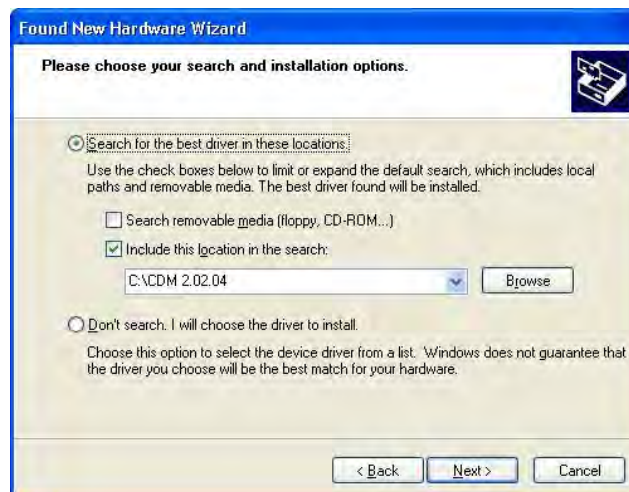 Found New Hardware Wizard
Please choose your search and installation options.
Search for the best driver in these locations.
Use the check boxes below to limit or expand the default search, which includes local
paths and removable media. The best driver found will be installed.
Search removable media (floppy, CD-ROM...)
Include this location in the search:
C:\CDM 2.02.04
Browse
Don't search. I will choose the driver to install.
Choose this option to select the device driver from a list. Windows does not guarantee that
the driver you choose will be the best match for your hardware.
< Back
Next >
Cancel